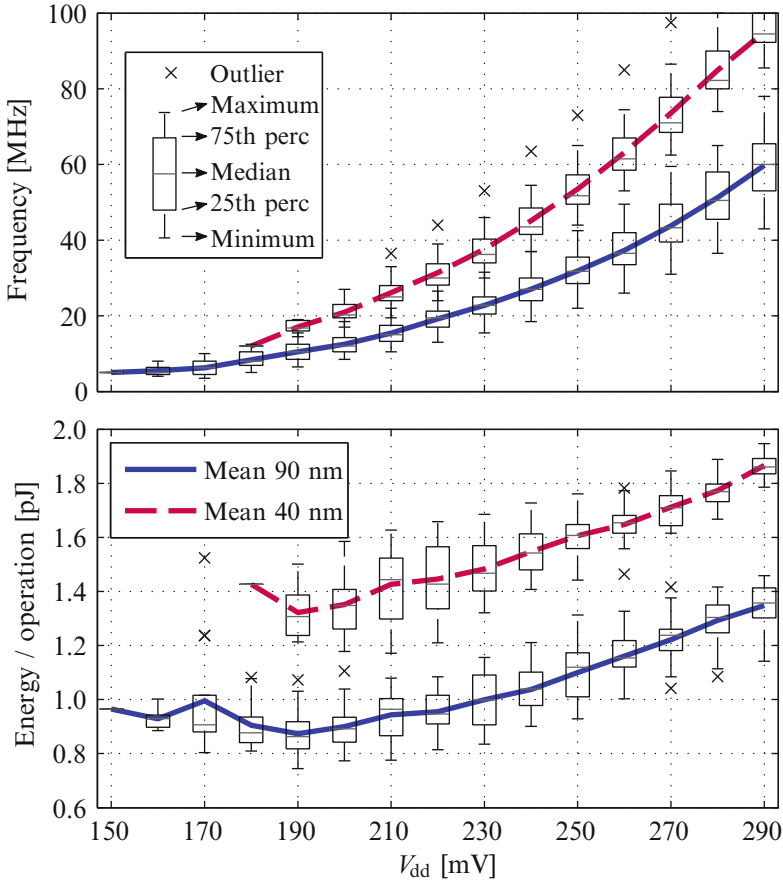 100
80
60
40
20
0
Frequency [MHz]
Outlier
Maximum
75th perc
Median
25th perc
Minimum
2.0
1.8
1.6
1.4
1.2
1.0
0.8
0.6
Energy / operation [pJ]
Mean 90 nm
Mean 40 nm
150 170 190 210 230 250 270 290
Vdd [mV]